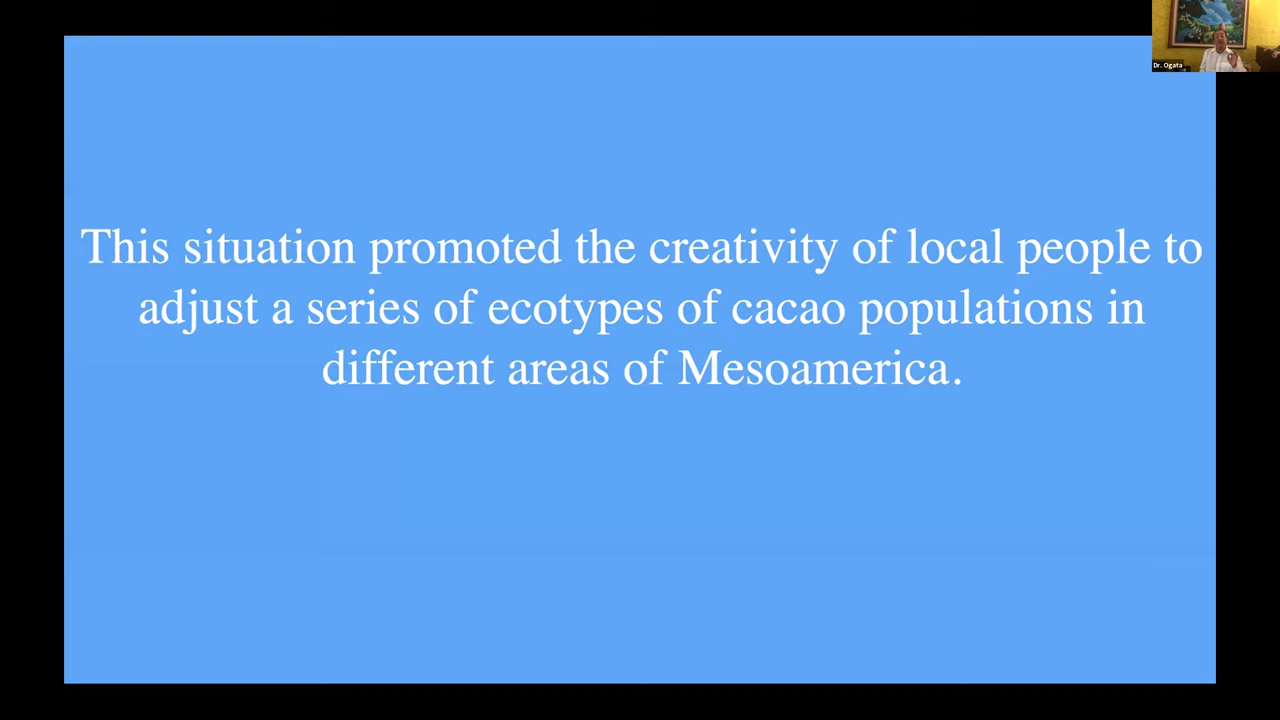 Dr. Ogata
This situation promoted the creativity of local people to
adjust a series of ecotypes of cacao populations in
different areas of Mesoamerica.